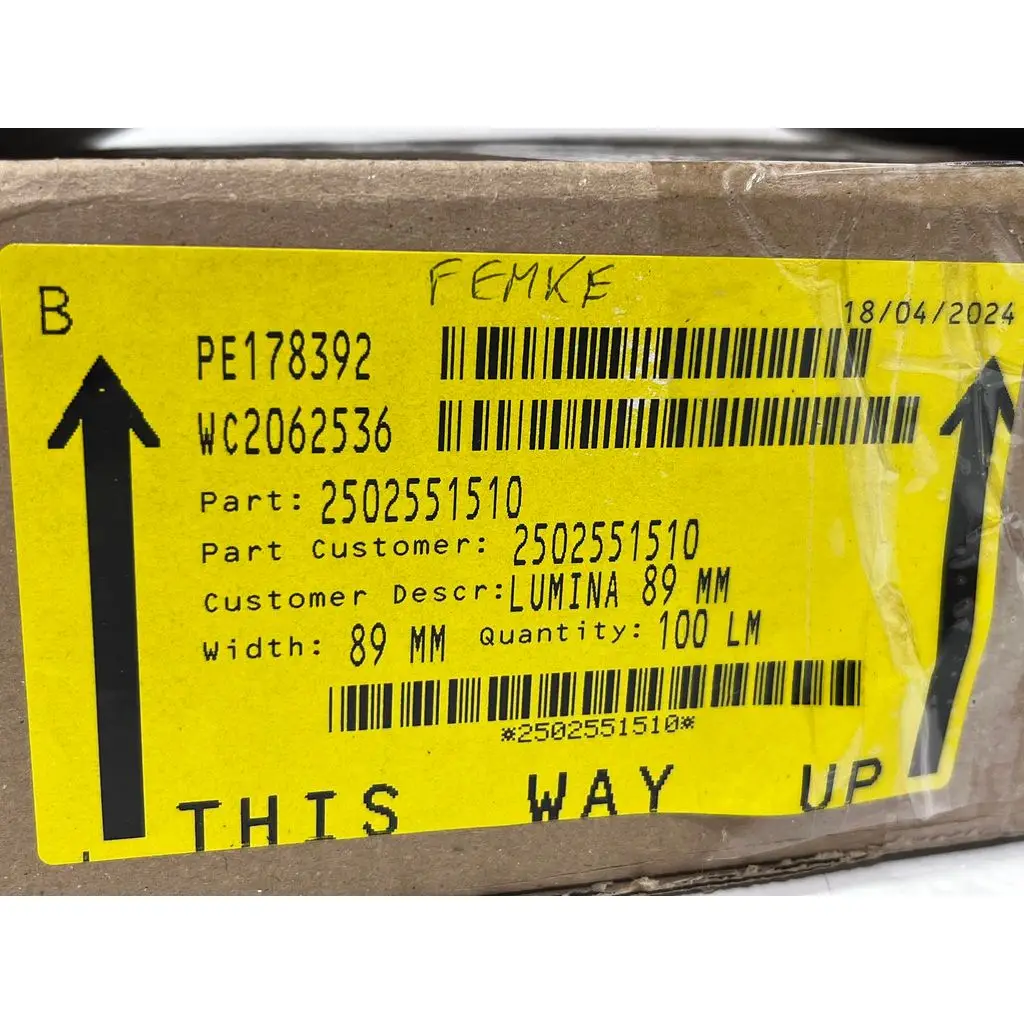 FEMKE
B
18/04/2024
PE178392
WC2062536
Part: 2502551510
Part Customer: 2502551510
Customer Descr:LUMINA 89 MM
Width: 89 MM Quantity: 100 LM
*2502551510*
THIS WAY UP